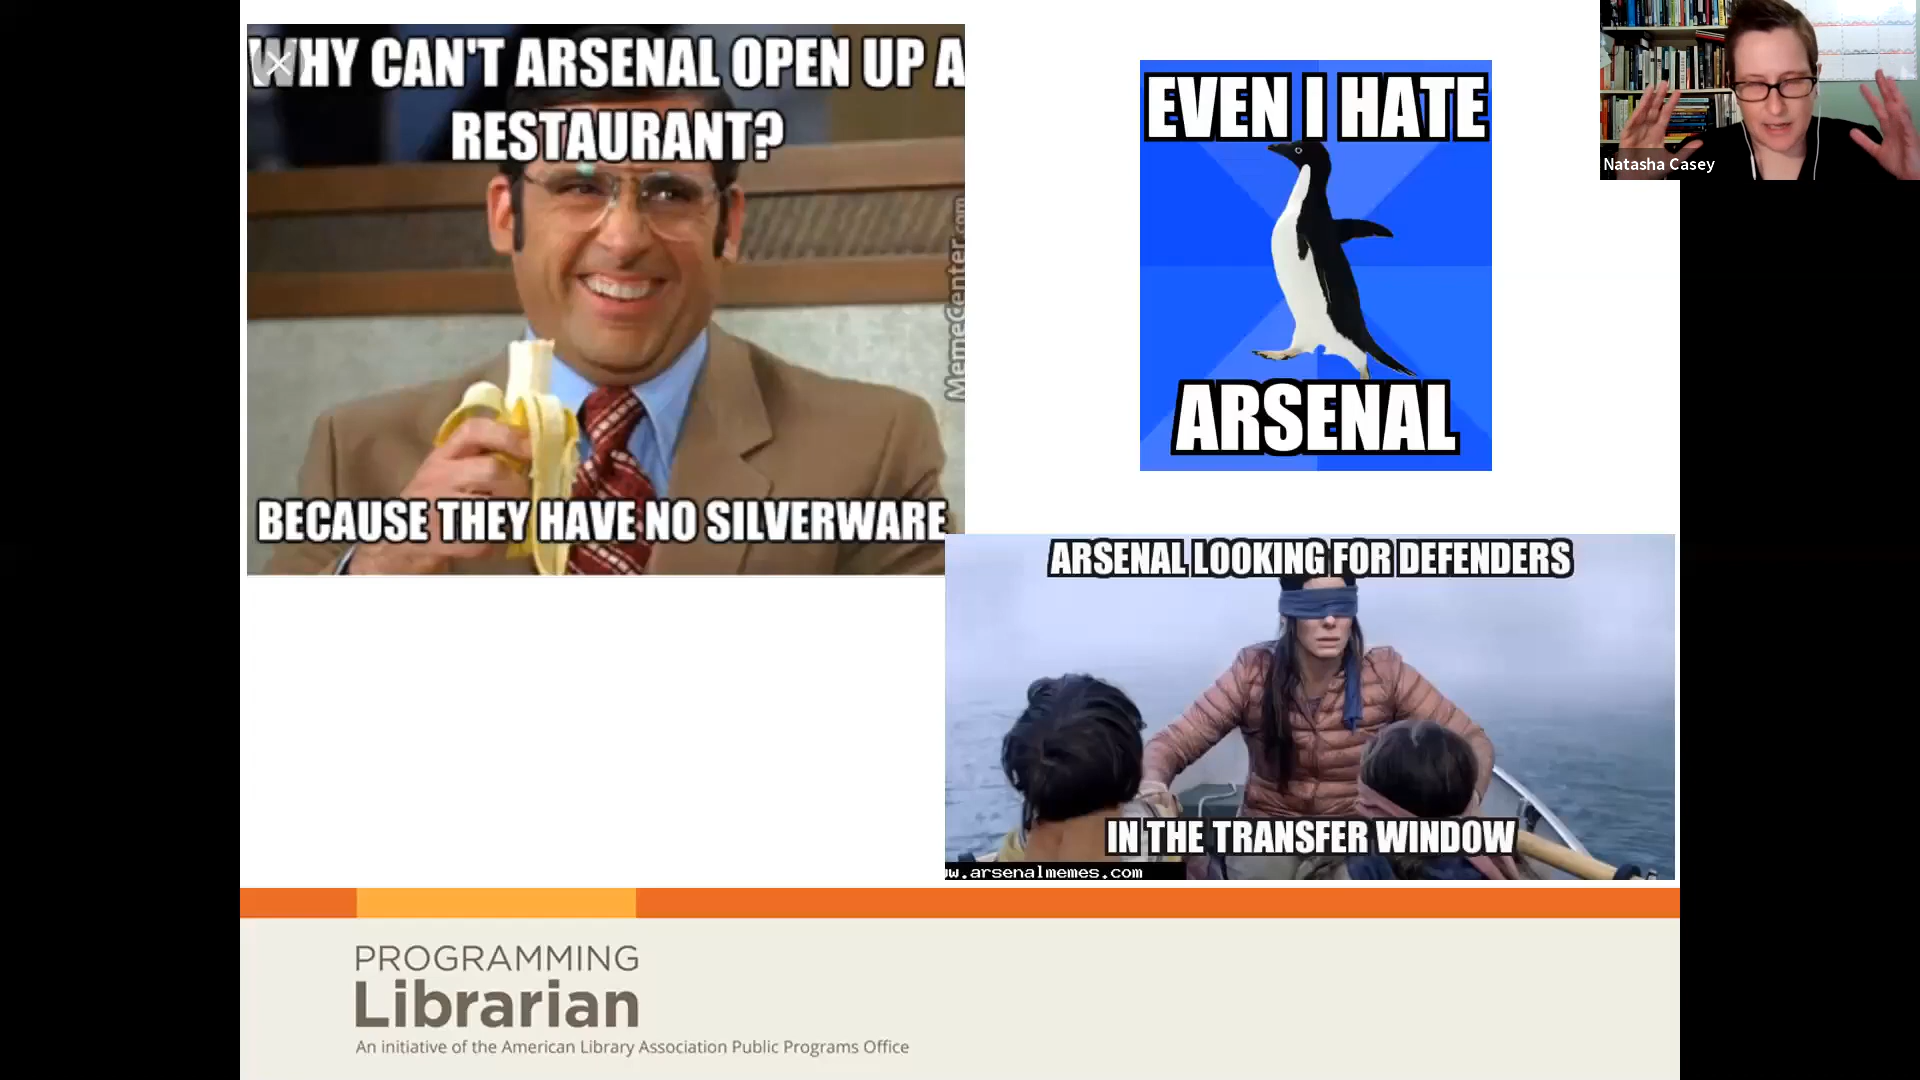 WHY CAN'T ARSENAL OPEN UP A
RESTAURANT?
BECAUSE THEY HAVE NO SILVERWARE
MemeCenter.com
EVEN I HATE
ARSENAL
Natasha Casey
ARSENAL LOOKING FOR DEFENDERS
IN THE TRANSFER WINDOW
w.arsenalmemes.com
PROGRAMMING
Librarian
An initiative of the American Library Association Public Programs Office